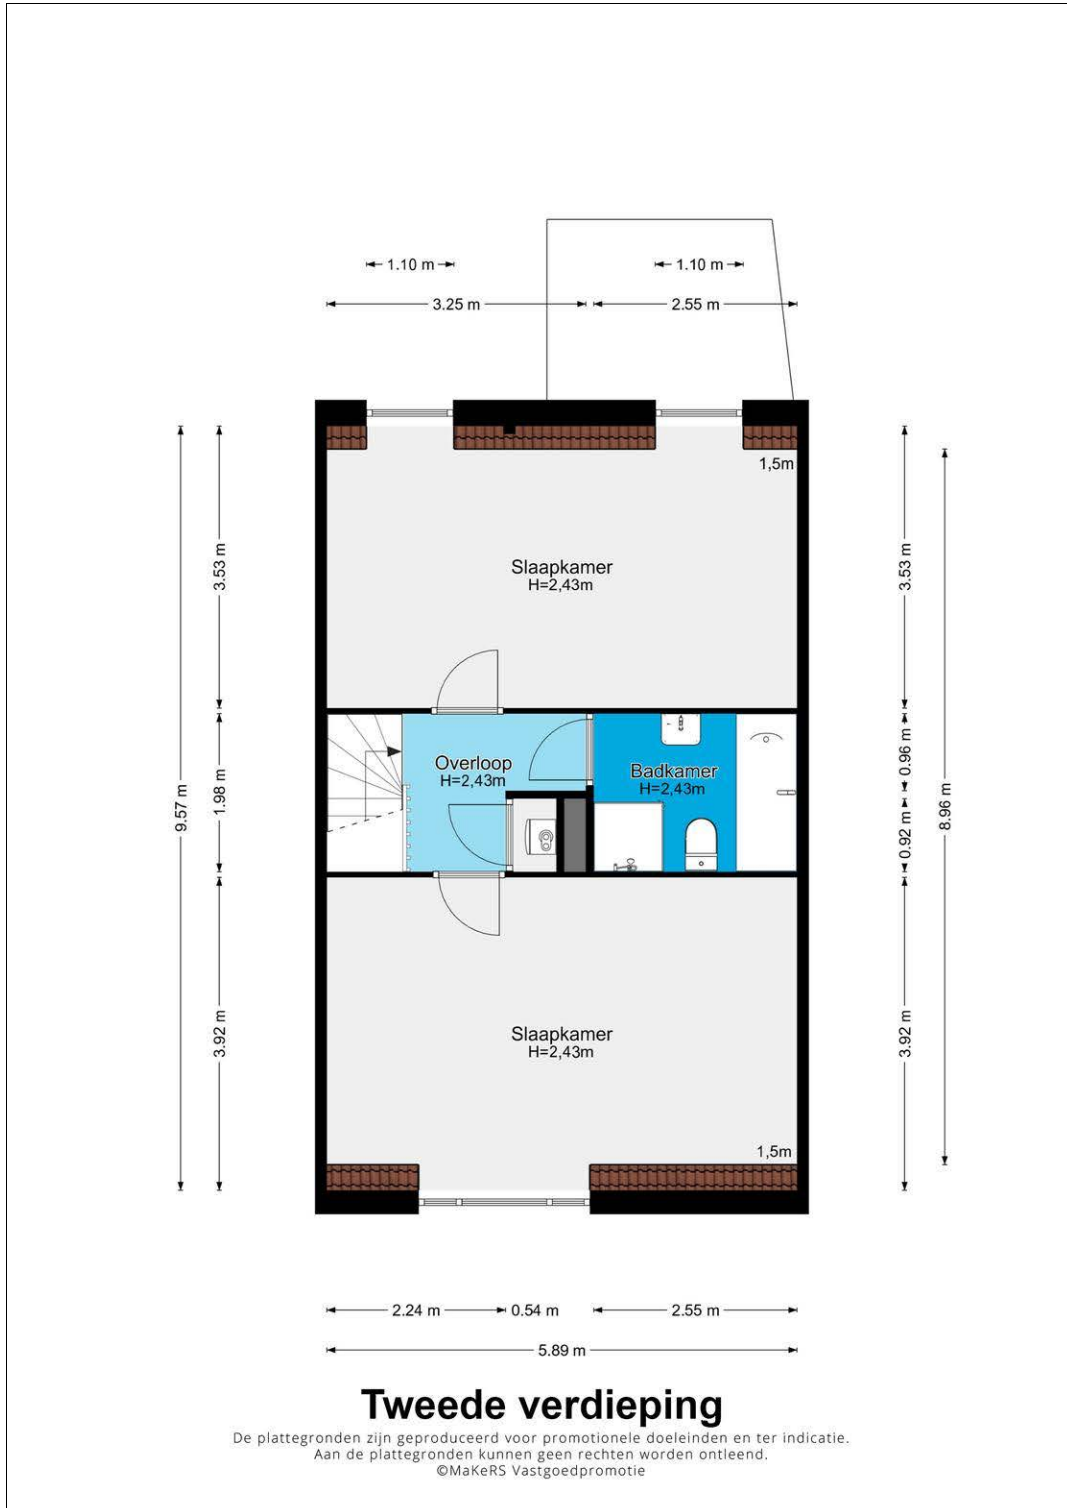 1.10 m
1.10 m
3.25 m
2.55 m
1,5m
3.53 m
3.53 m
Slaapkamer
H=2,43m
9.57 m
1.98 m
Overloop
H=2,43m
Badkamer
H=2,43m
0.96 m
0.92 m
8.96 m
3.92 m
3.92 m
Slaapkamer
H=2,43m
1,5m
2.24 m
0.54 m
2.55 m
5.89 m
Tweede verdieping
De plattegronden zijn geproduceerd voor promotionele doeleinden en ter indicatie.
Aan de plattegronden kunnen geen rechten worden ontleend.
©MaKeRS Vastgoedpromotie